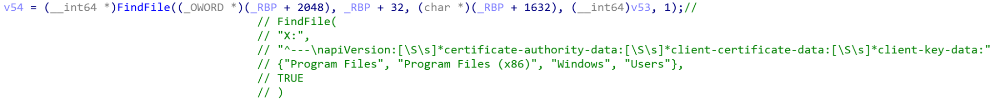 v54 = (__int64 *)FindFile((_OWORD *)(_RBP + 2048), _RBP + 32, (char *)(_RBP + 1632), (__int64)v53, 1);//
// FindFile(
// "X:",
// "^---\napiVersion:[\S\s]*certificate-authority-data:[\S\s]*client-certificate-data:[\S\s]*client-key-data:"
// {"Program Files", "Program Files (x86)", "Windows", "Users"},
// TRUE
// )